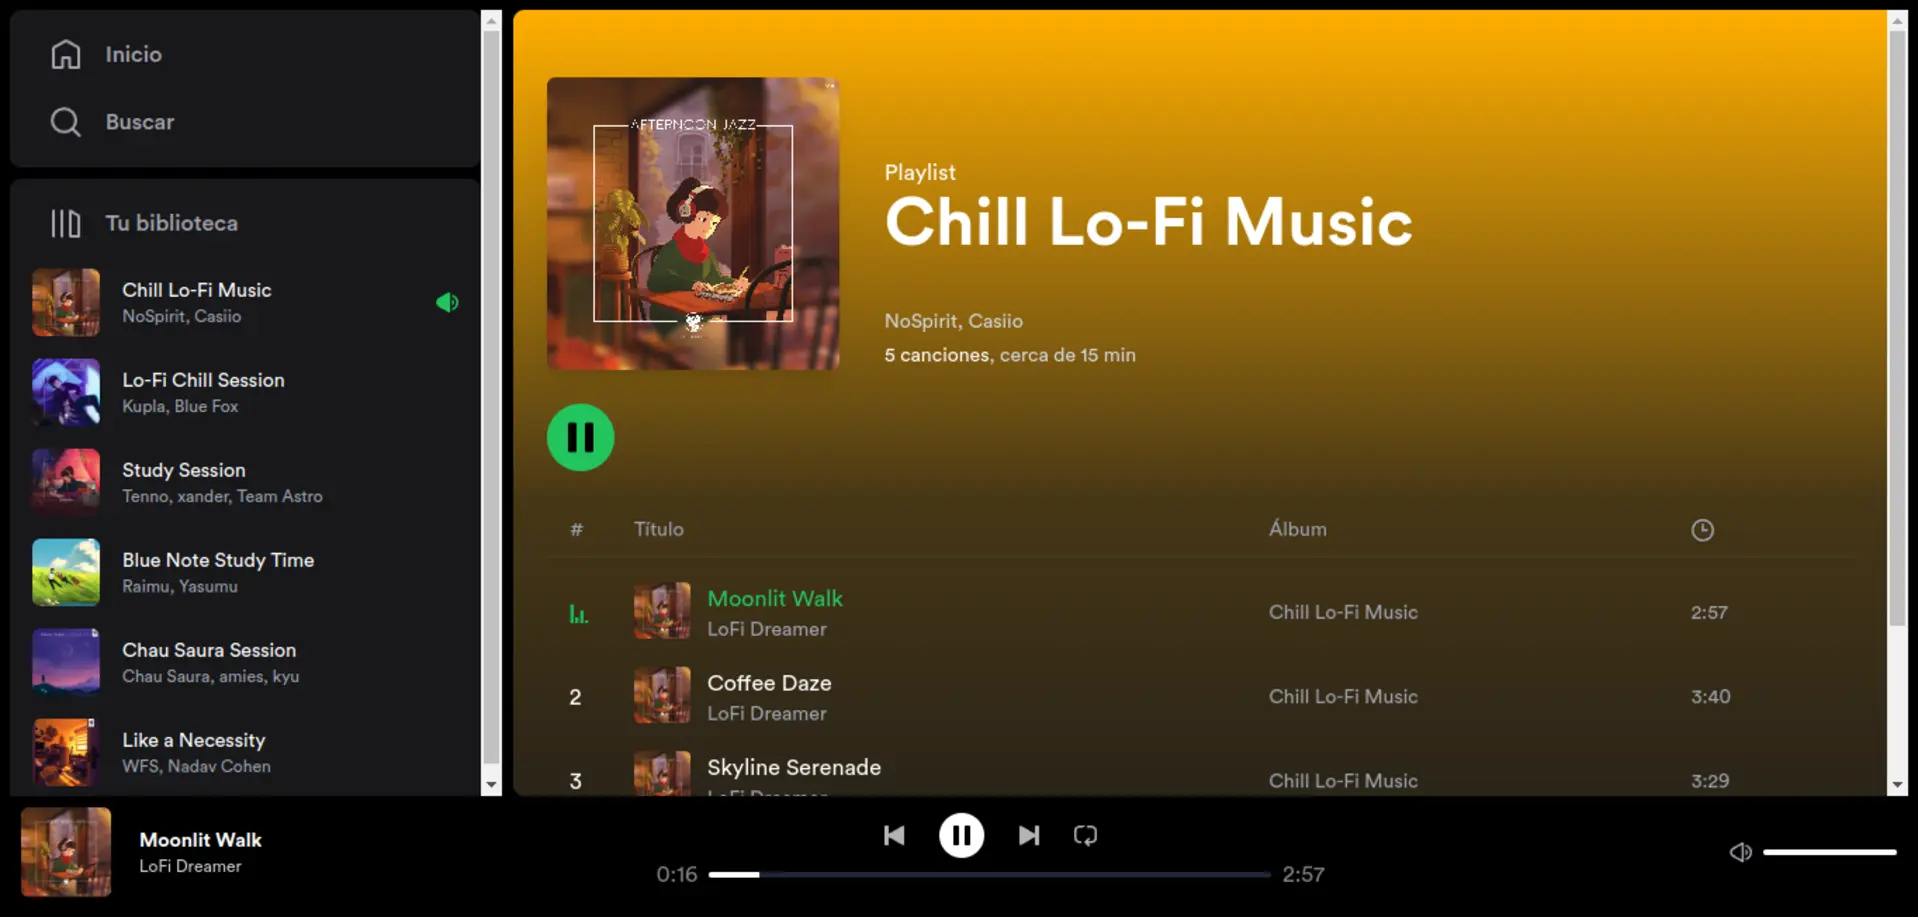 Inicio
Buscar
Tu biblioteca
Chill Lo-Fi Music
NoSpirit, Casiio
Lo-Fi Chill Session
Kupla, Blue Fox
Study Session
Tenno, xander, Team Astro
Blue Note Study Time
Raimu, Yasumu
Chau Saura Session
Chau Saura, amies, kyu
Like a Necessity
WFS, Nadav Cohen
AFTERNOON JAZZ
Playlist
Chill Lo-Fi Music
NoSpirit, Casiio
5 canciones, cerca de 15 min
# Título Álbum
Moonlit Walk
LoFi Dreamer
Chill Lo-Fi Music
2:57
2
Coffee Daze
LoFi Dreamer
Chill Lo-Fi Music
3:40
3
Skyline Serenade
LoFi Dreamer
Chill Lo-Fi Music
3:29
Moonlit Walk
LoFi Dreamer
0:16
2:57